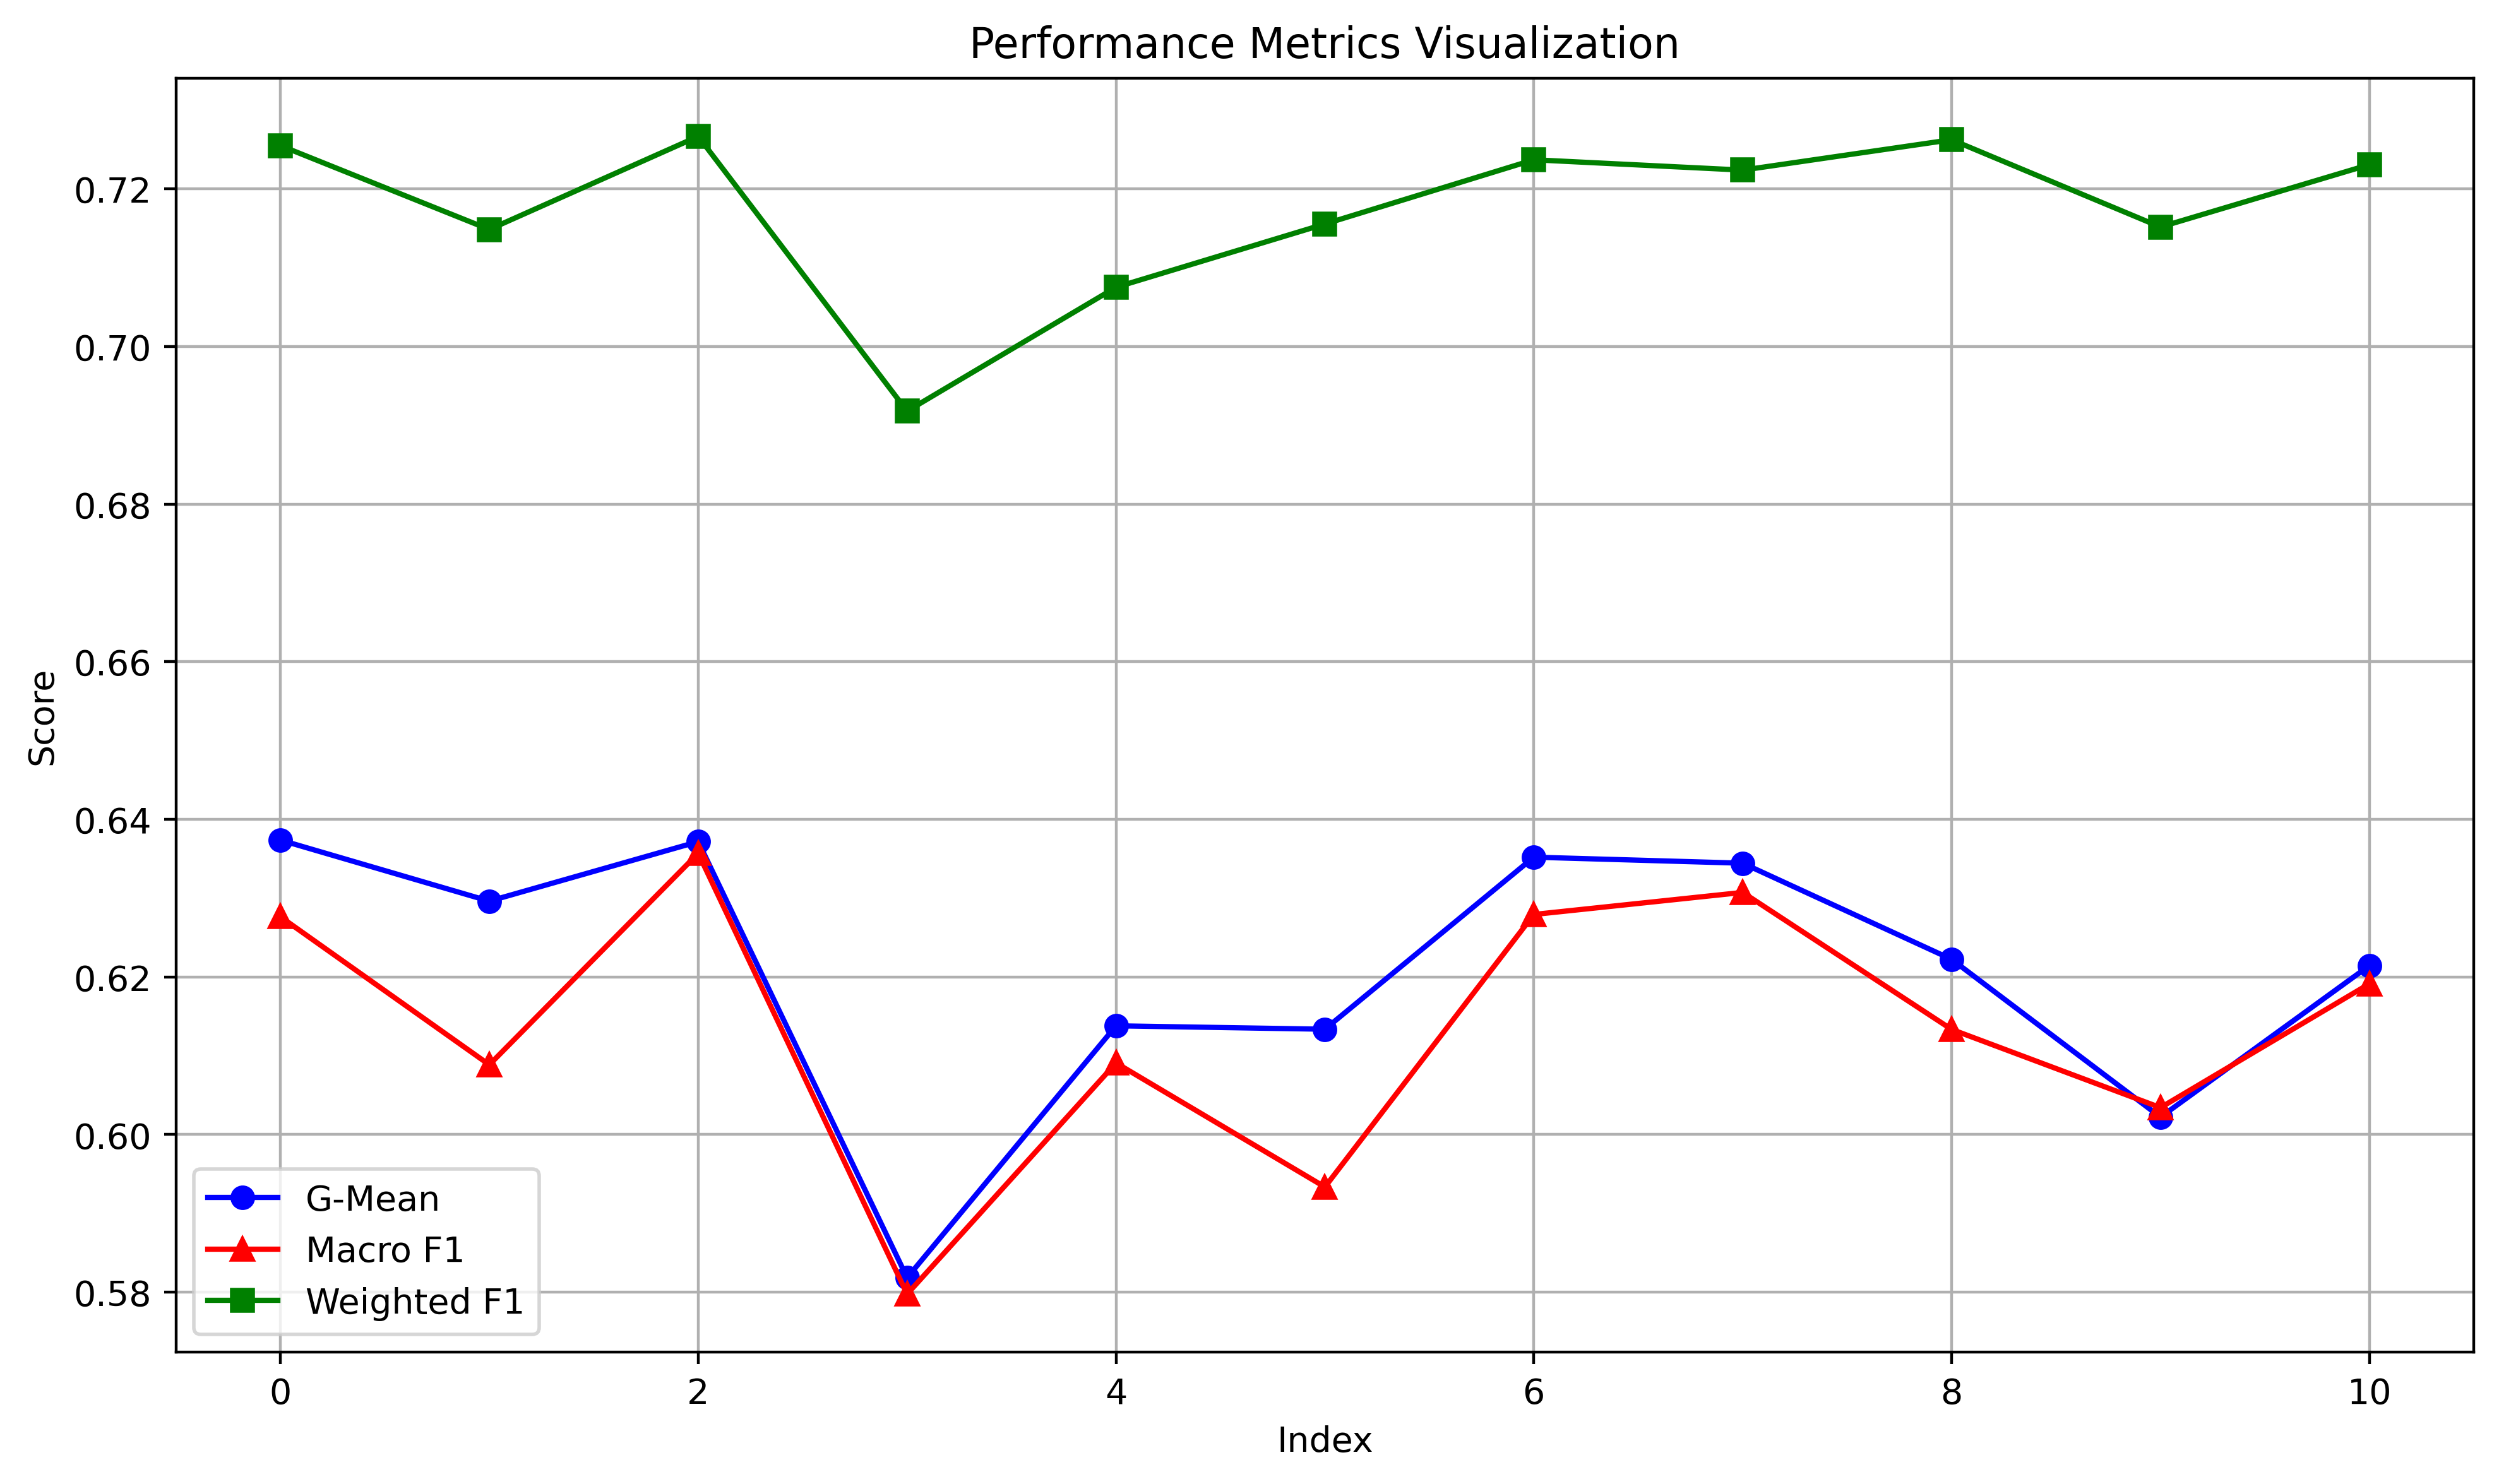 Performance Metrics Visualization
0.72
0.70
0.68
0.66
0.64
0.62
0.60
0.58
Score
G-Mean
Macro F1
Weighted F1
0 2 4 6 8 10
Index